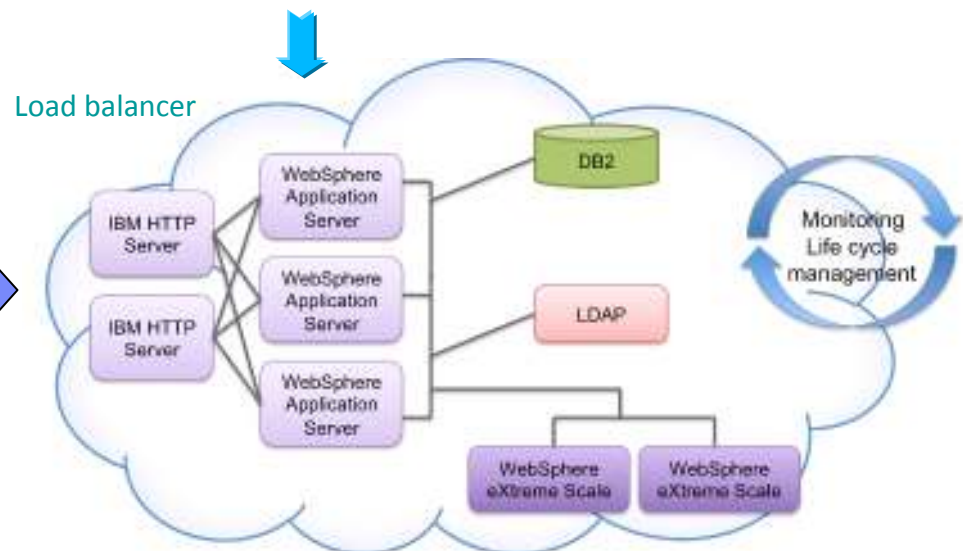 Load balancer
IBM HTTP
Server
IBM HTTP
Server
WebSphere
Application
Server
WebSphere
Application
Server
WebSphere
Application
Server
DB2
LDAP
WebSphere
eXtreme Scale
WebSphere
eXtreme Scale
Monitoring
Life cycle
management